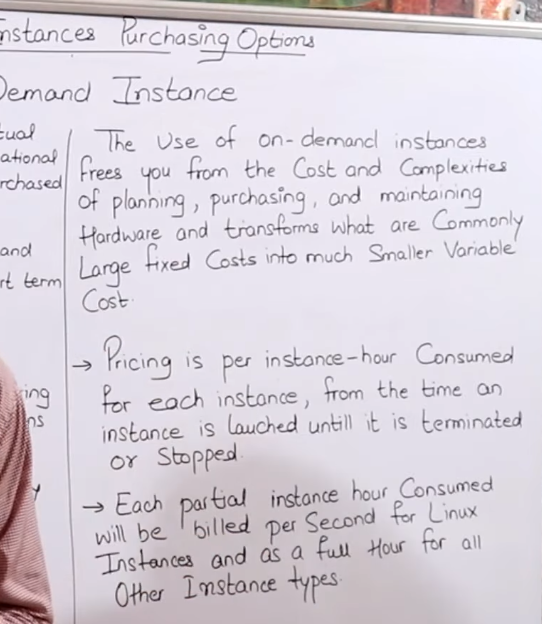 nstances Purchasing Options
Demand Instance
tual
ational
rchased
and
rt term
ing
ns
y
The Use of on-demand instances
frees you from the Cost and Complexities
of planning, purchasing, and maintaining
Hardware and transforms what are Commonly
Large fixed Costs into much Smaller Variable
Cost.
→ Pricing is per instance-hour Consumed
for each instance, from the time an
instance is lauched untill it is terminated
or Stopped.
→ Each partial instance hour Consumed
will be billed per Second for Linux
Instances and as a full Hour for all
Other Instance types.